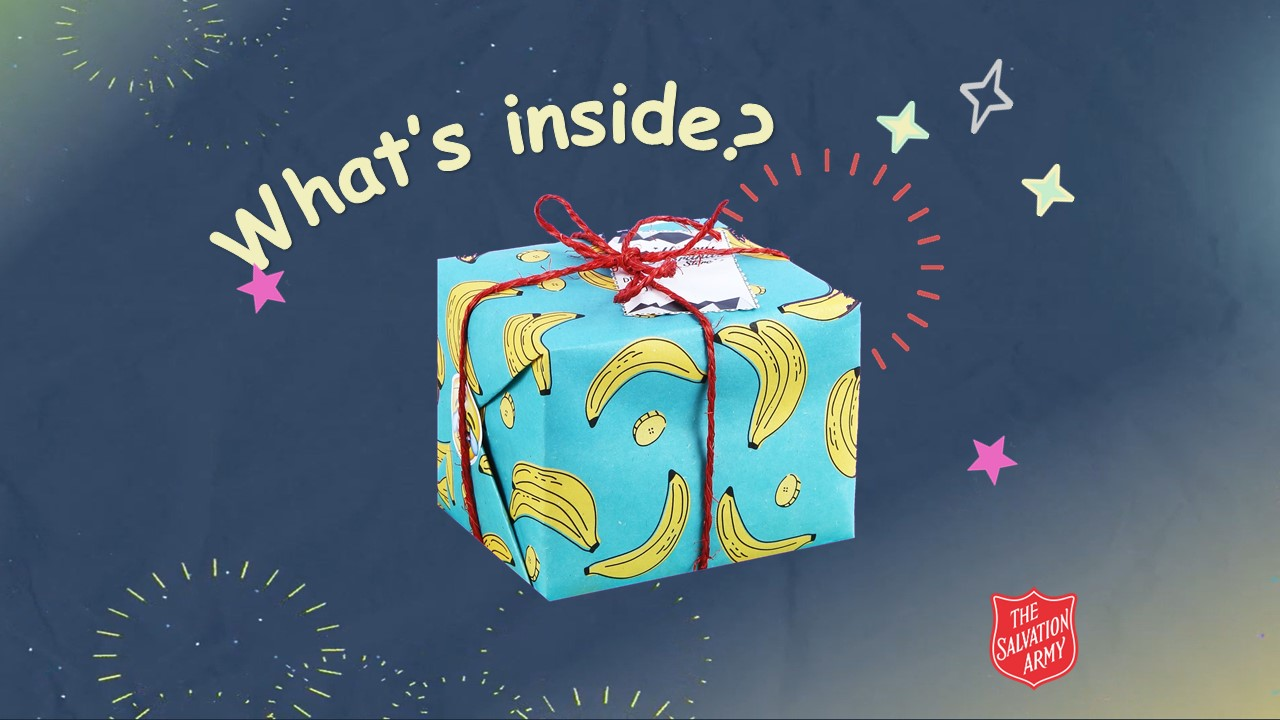 What's inside?
THE
SALVATION
ARMY